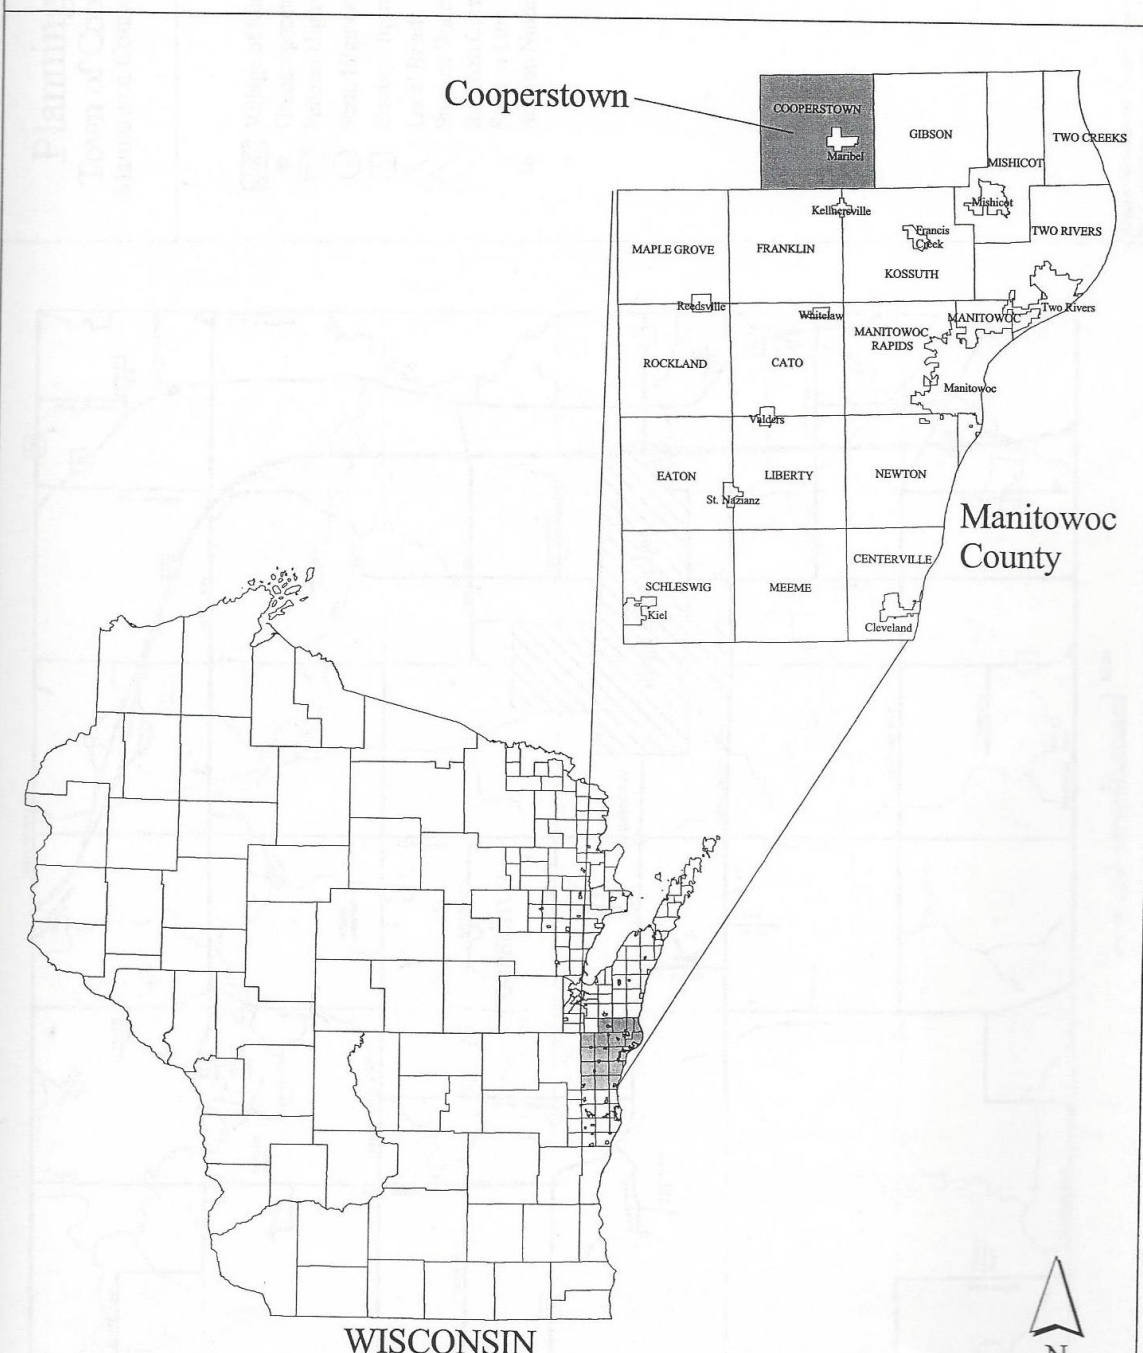 Cooperstown
COOPERSTOWN
Maribel
GIBSON
MISHICOT
TWO CREEKS
Mishicot
TWO RIVERS
Kellnersville
Francis
Creek
MAPLE GROVE
FRANKLIN
KOSSUTH
Reedsville
Whitelaw
MANITOWOC
Two Rivers
MANITOWOC
RAPIDS
ROCKLAND
CATO
Manitowoc
Valders
EATON
LIBERTY
NEWTON
St. Nazianz
Manitowoc
County
CENTERVILLE
SCHLESWIG
MEEME
Kiel
Cleveland
WISCONSIN
N